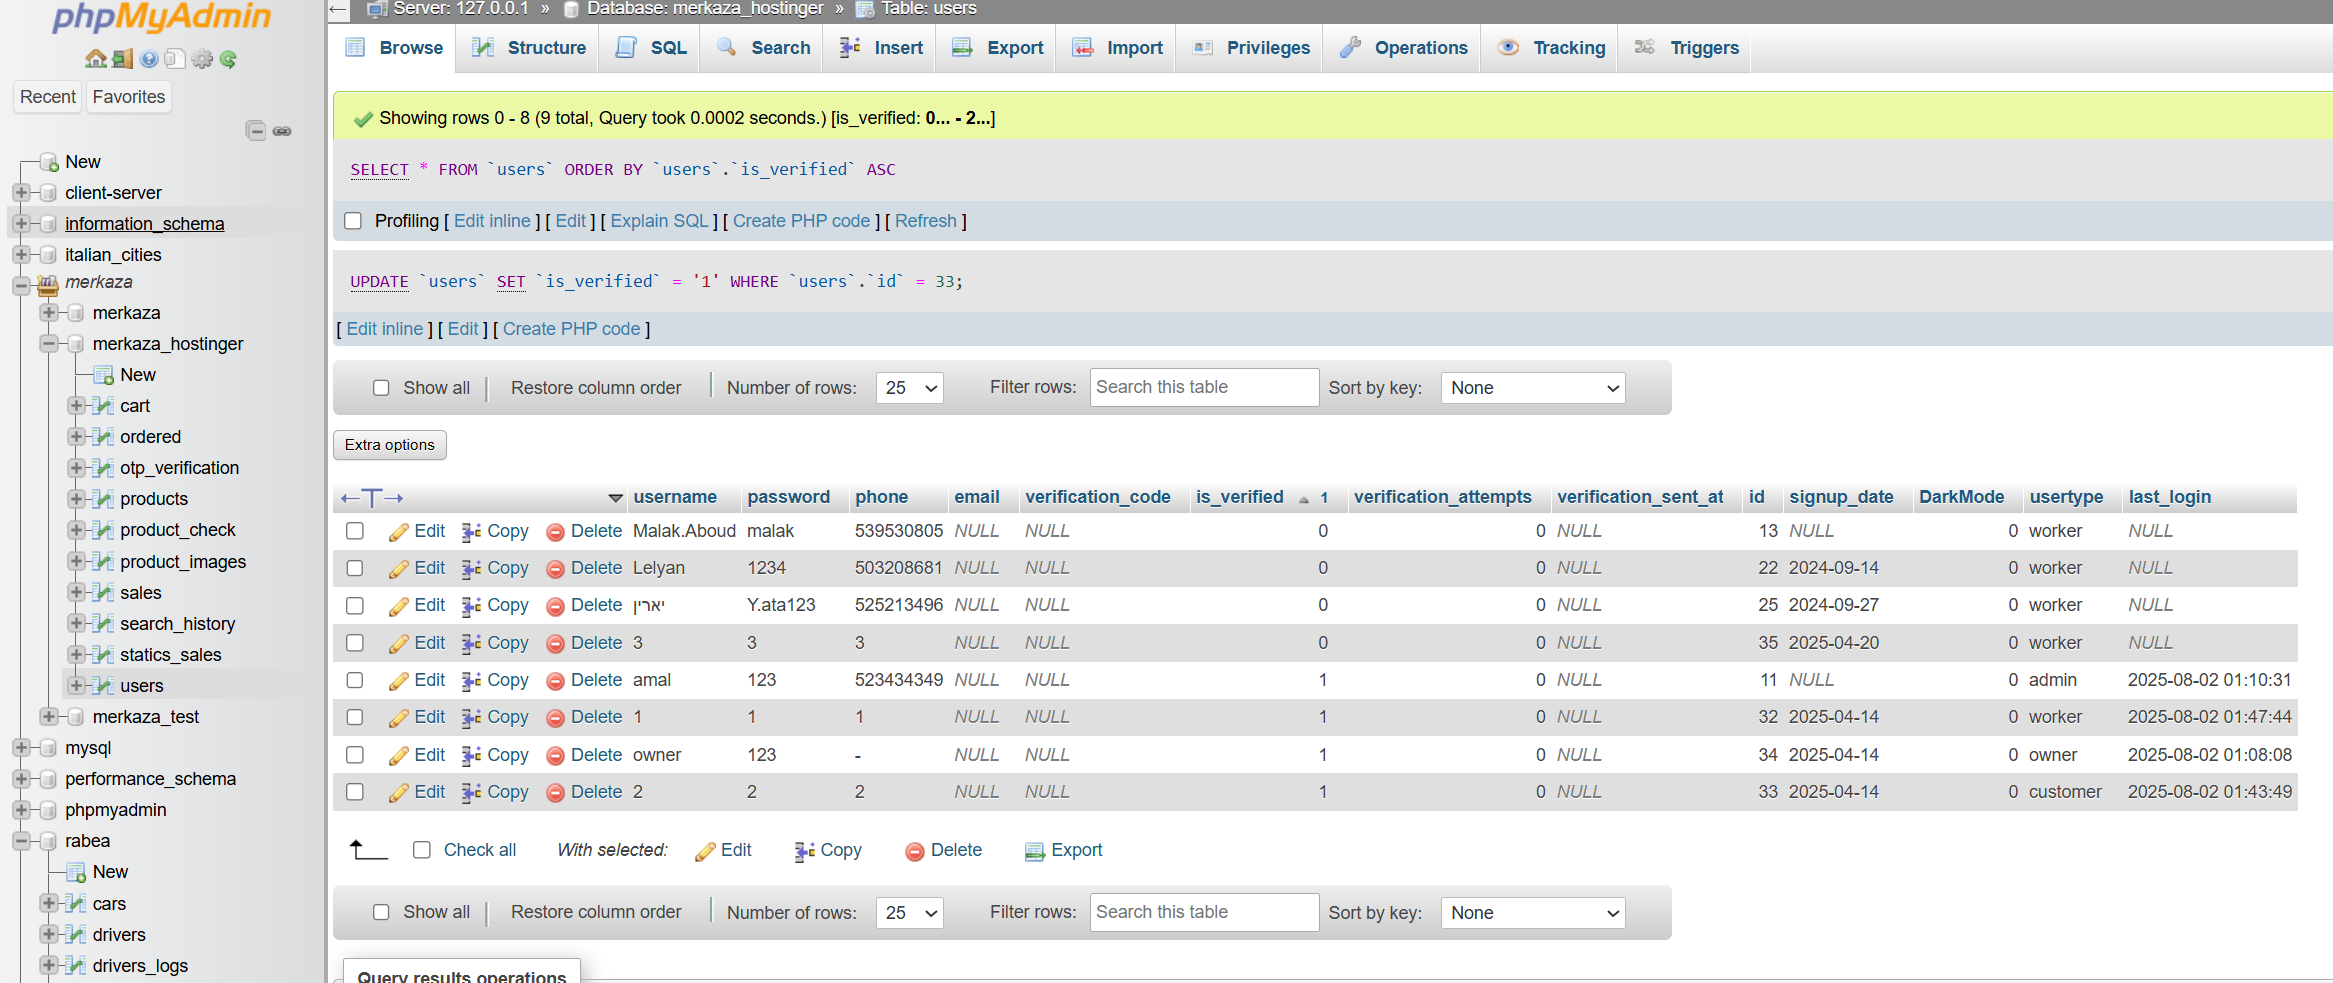 phpMyAdmin
Recent Favorites
New
client-server
information_schema
italian_cities
merkaza
merkaza
merkaza_hostinger
New
cart
ordered
otp_verification
products
product_check
product_images
sales
search_history
statics_sales
users
merkaza_test
mysql
performance_schema
phpmyadmin
rabea
New
cars
drivers
drivers_logs
Server: 127.0.0.1 » Database: merkaza_hostinger » Table: users
Browse Structure SQL Search Insert Export Import Privileges Operations Tracking Triggers
Showing rows 0 - 8 (9 total, Query took 0.0002 seconds.) [is_verified: 0... - 2...]
SELECT * FROM `users` ORDER BY `users`.`is_verified` ASC
Profiling [ Edit inline ] [ Edit ] [ Explain SQL ] [ Create PHP code ] [ Refresh ]
UPDATE `users` SET `is_verified` = '1' WHERE `users`.`id` = 33;
[ Edit inline ] [ Edit ] [ Create PHP code ]
Show all Restore column order Number of rows: 25 Filter rows: Search this table Sort by key: None
Extra options
username password phone email verification_code is_verified 1 verification_attempts verification_sent_at id signup_date DarkMode usertype last_login
Edit Copy Delete Malak.Aboud malak 539530805 NULL NULL 0 0 NULL 13 NULL 0 worker NULL
Edit Copy Delete Lelyan 1234 503208681 NULL NULL 0 0 NULL 22 2024-09-14 0 worker NULL
Edit Copy Delete יארין Y.ata123 525213496 NULL NULL 0 0 NULL 25 2024-09-27 0 worker NULL
Edit Copy Delete 3 3 3 NULL NULL 0 0 NULL 35 2025-04-20 0 worker NULL
Edit Copy Delete amal 123 523434349 NULL NULL 1 0 NULL 11 NULL 0 admin 2025-08-02 01:10:31
Edit Copy Delete 1 1 1 NULL NULL 1 0 NULL 32 2025-04-14 0 worker 2025-08-02 01:47:44
Edit Copy Delete owner 123 - NULL NULL 1 0 NULL 34 2025-04-14 0 owner 2025-08-02 01:08:08
Edit Copy Delete 2 2 2 NULL NULL 1 0 NULL 33 2025-04-14 0 customer 2025-08-02 01:43:49
Check all With selected: Edit Copy Delete Export
Show all Restore column order Number of rows: 25 Filter rows: Search this table Sort by key: None
Query results operations